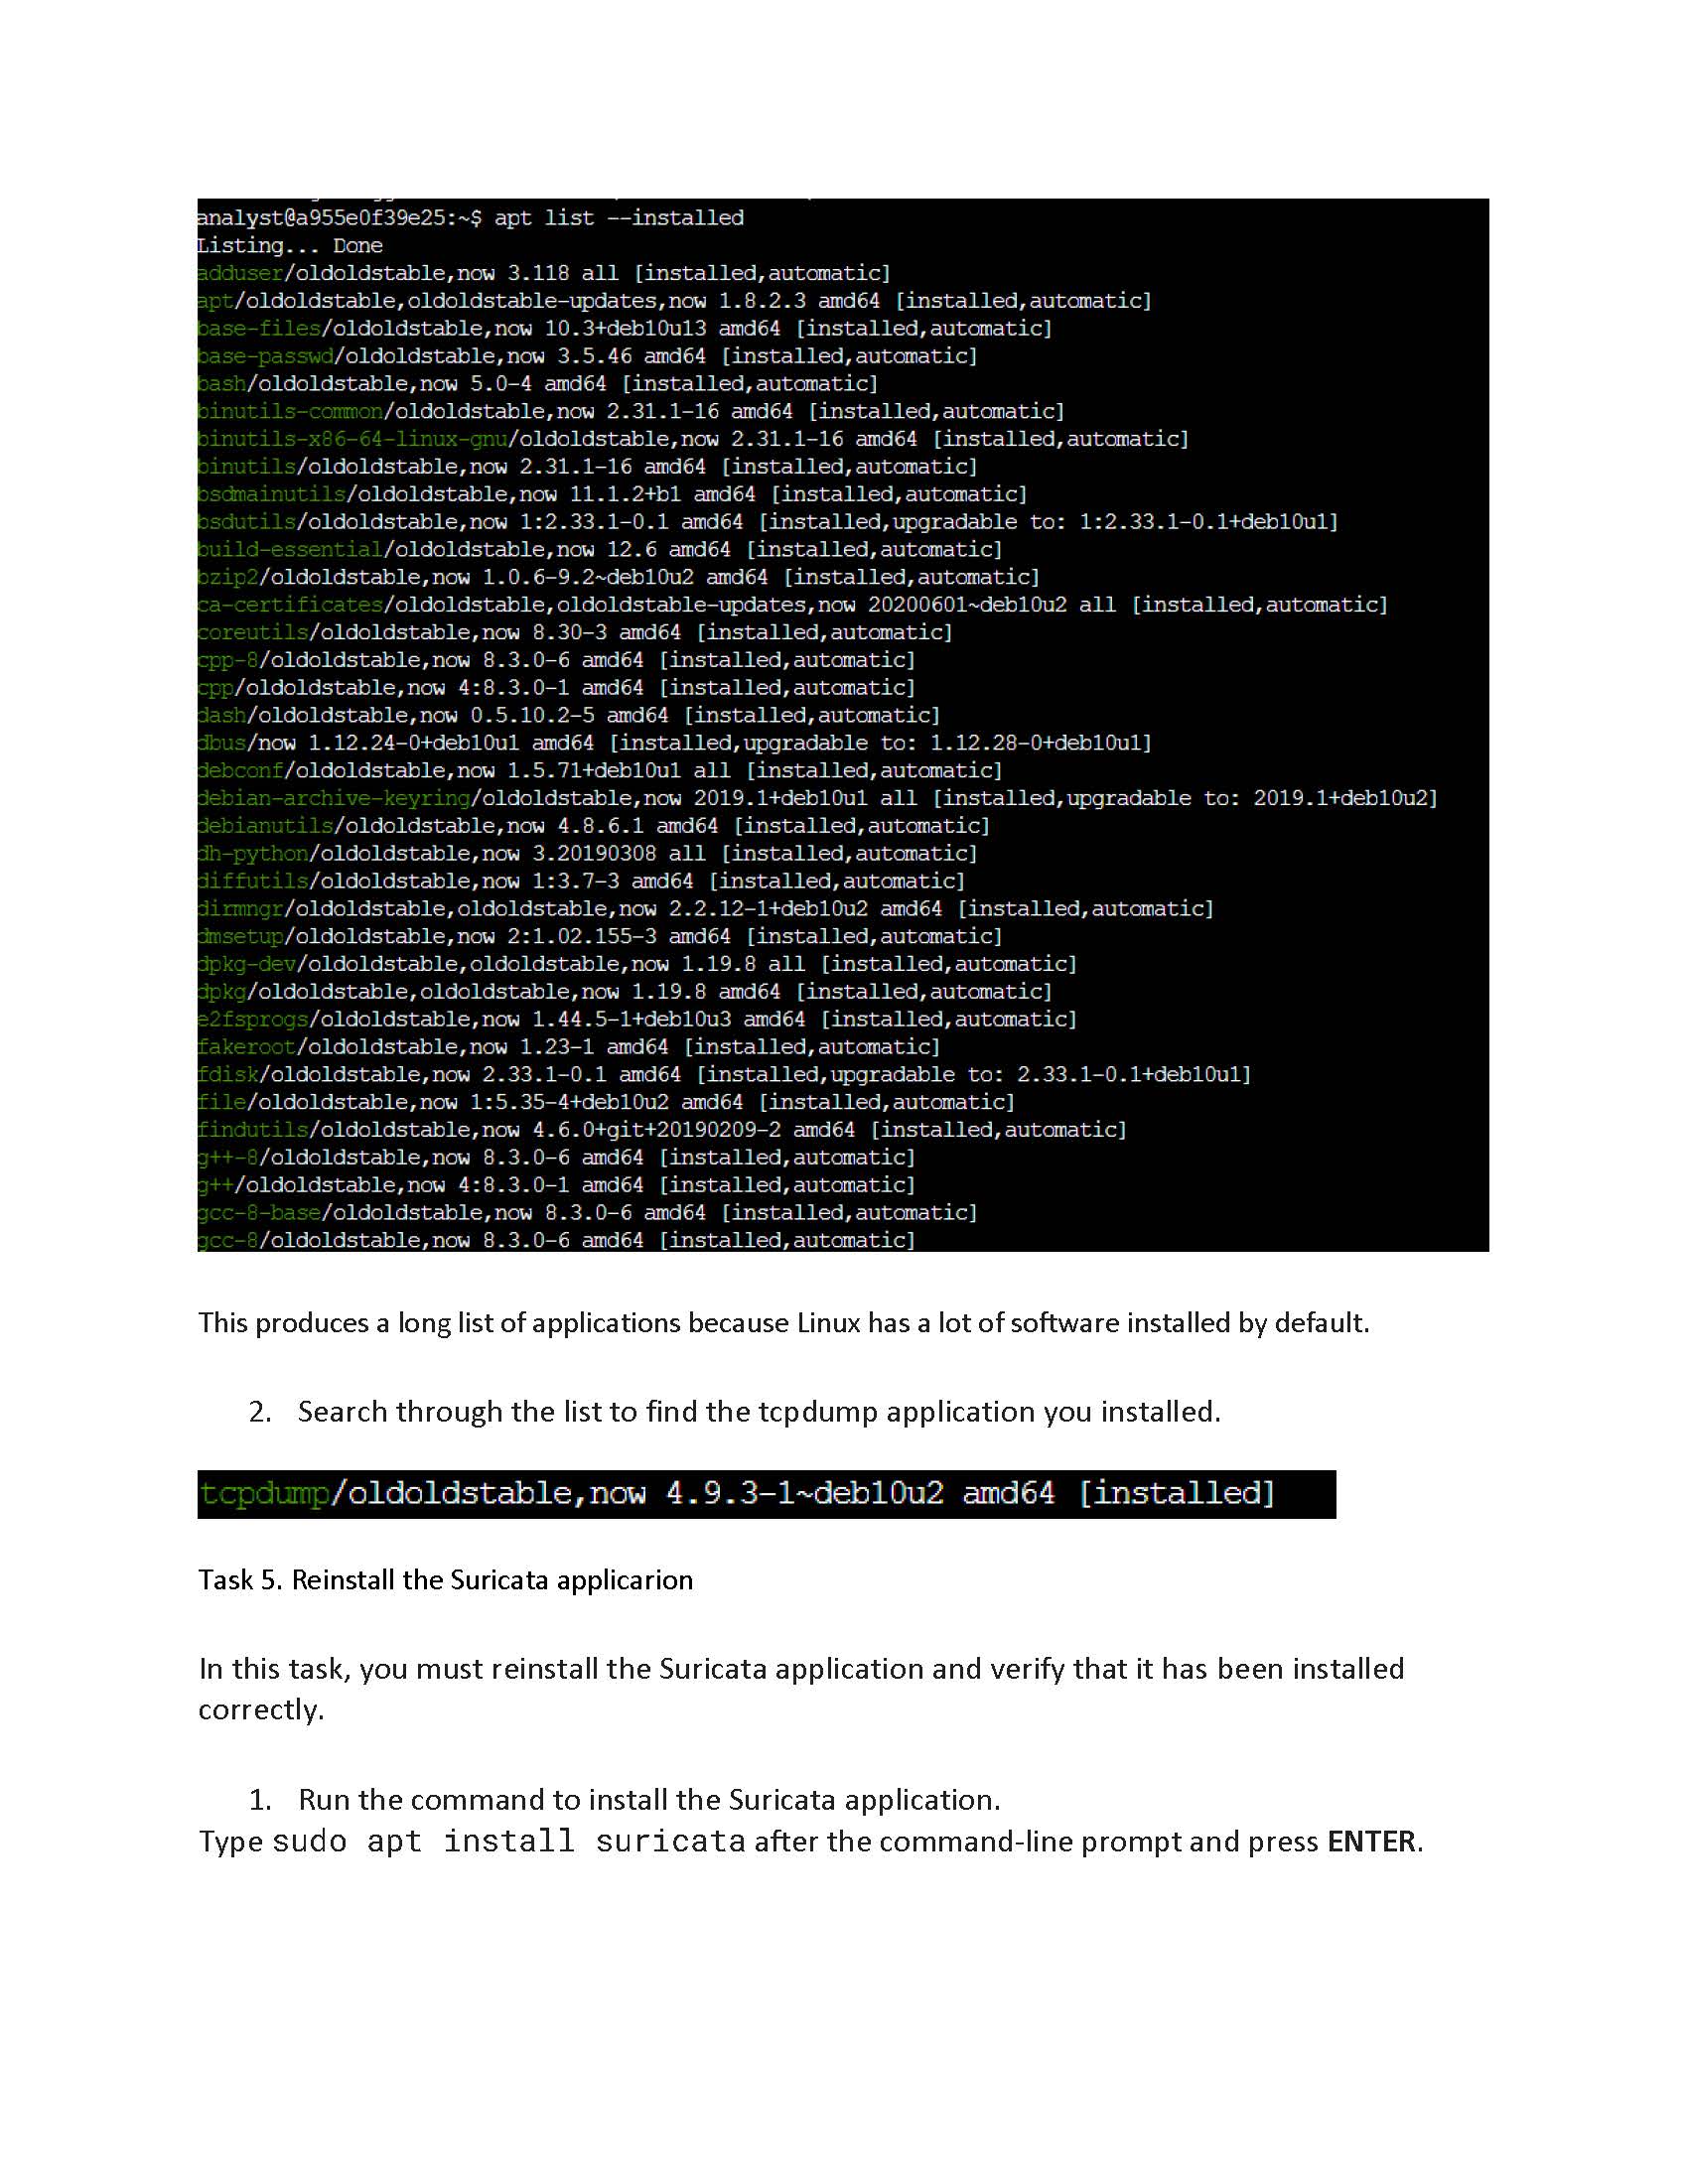 analyst@a955e0f39e25:~$ apt list --installed
Listing... Done
adduser/oldoldstable,now 3.118 all [installed,automatic]
apt/oldoldstable,oldoldstable-updates,now 1.8.2.3 amd64 [installed,automatic]
base-files/oldoldstable,now 10.3+deb10u13 amd64 [installed,automatic]
base-passwd/oldoldstable,now 3.5.46 amd64 [installed,automatic]
bash/oldoldstable,now 5.0-4 amd64 [installed,automatic]
binutils-common/oldoldstable,now 2.31.1-16 amd64 [installed,automatic]
binutils-x86-64-linux-gnu/oldoldstable,now 2.31.1-16 amd64 [installed,automatic]
binutils/oldoldstable,now 2.31.1-16 amd64 [installed,automatic]
bsdmainutils/oldoldstable,now 11.1.2+b1 amd64 [installed,automatic]
bsdutils/oldoldstable,now 1:2.33.1-0.1 amd64 [installed,upgradable to: 1:2.33.1-0.1+deb10u1]
build-essential/oldoldstable,now 12.6 amd64 [installed,automatic]
bzip2/oldoldstable,now 1.0.6-9.2~deb10u2 amd64 [installed,automatic]
ca-certificates/oldoldstable,oldoldstable-updates,now 20200601~deb10u2 all [installed,automatic]
coreutils/oldoldstable,now 8.30-3 amd64 [installed,automatic]
cpp-8/oldoldstable,now 8.3.0-6 amd64 [installed,automatic]
cpp/oldoldstable,now 4:8.3.0-1 amd64 [installed,automatic]
dash/oldoldstable,now 0.5.10.2-5 amd64 [installed,automatic]
dbus/now 1.12.24-0+deb10u1 amd64 [installed,upgradable to: 1.12.28-0+deb10u1]
debconf/oldoldstable,now 1.5.71+deb10u1 all [installed,automatic]
debian-archive-keyring/oldoldstable,now 2019.1+deb10u1 all [installed,upgradable to: 2019.1+deb10u2]
debianutils/oldoldstable,now 4.8.6.1 amd64 [installed,automatic]
dh-python/oldoldstable,now 3.20190308 all [installed,automatic]
diffutils/oldoldstable,now 1:3.7-3 amd64 [installed,automatic]
dirmngr/oldoldstable,oldoldstable,now 2.2.12-1+deb10u2 amd64 [installed,automatic]
dmsetup/oldoldstable,now 2:1.02.155-3 amd64 [installed,automatic]
dpkg-dev/oldoldstable,oldoldstable,now 1.19.8 all [installed,automatic]
dpkg/oldoldstable,oldoldstable,now 1.19.8 amd64 [installed,automatic]
e2fsprogs/oldoldstable,now 1.44.5-1+deb10u3 amd64 [installed,automatic]
fakeroot/oldoldstable,now 1.23-1 amd64 [installed,automatic]
fdisk/oldoldstable,now 2.33.1-0.1 amd64 [installed,upgradable to: 2.33.1-0.1+deb10u1]
file/oldoldstable,now 1:5.35-4+deb10u2 amd64 [installed,automatic]
findutils/oldoldstable,now 4.6.0+git+20190209-2 amd64 [installed,automatic]
g++-8/oldoldstable,now 8.3.0-6 amd64 [installed,automatic]
g++/oldoldstable,now 4:8.3.0-1 amd64 [installed,automatic]
gcc-8-base/oldoldstable,now 8.3.0-6 amd64 [installed,automatic]
gcc-8/oldoldstable,now 8.3.0-6 amd64 [installed,automatic]
This produces a long list of applications because Linux has a lot of software installed by default.
2. Search through the list to find the tcpdump application you installed.
tcpdump/oldoldstable,now 4.9.3-1~deb10u2 amd64 [installed]
Task 5. Reinstall the Suricata applicarion
In this task, you must reinstall the Suricata application and verify that it has been installed
correctly.
1. Run the command to install the Suricata application.
Type sudo apt install suricata after the command-line prompt and press ENTER.